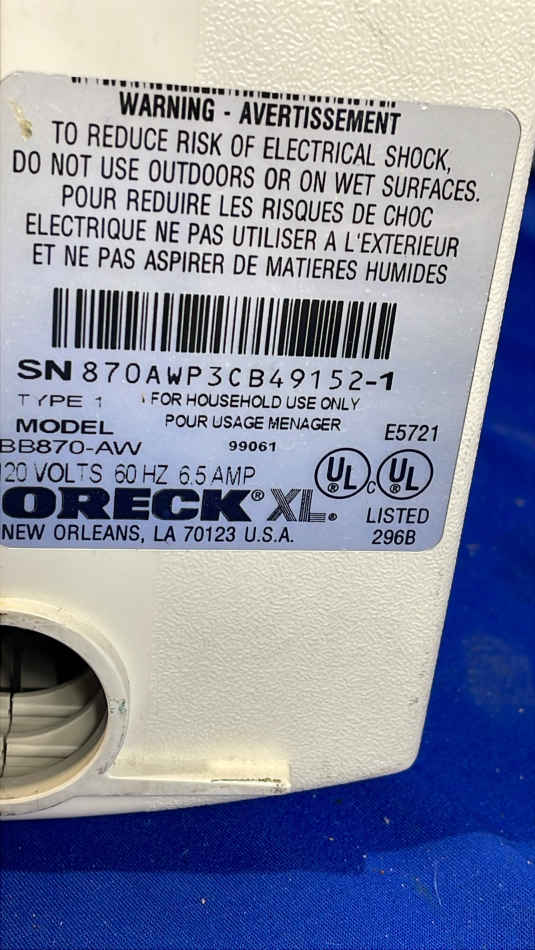 WARNING - AVERTISSEMENT
TO REDUCE RISK OF ELECTRICAL SHOCK,
DO NOT USE OUTDOORS OR ON WET SURFACES.
POUR REDUIRE LES RISQUES DE CHOC
ELECTRIQUE NE PAS UTILISER A L'EXTERIEUR
ET NE PAS ASPIRER DE MATIERES HUMIDES
SN 870AWP3CB49152-1
TYPE 1 FOR HOUSEHOLD USE ONLY
MODEL POUR USAGE MENAGER E5721
BB870-AW 99061
120 VOLTS 60 HZ 6.5 AMP UL® C UL®
ORECK® XL® LISTED
NEW ORLEANS, LA 70123 U.S.A. 296B